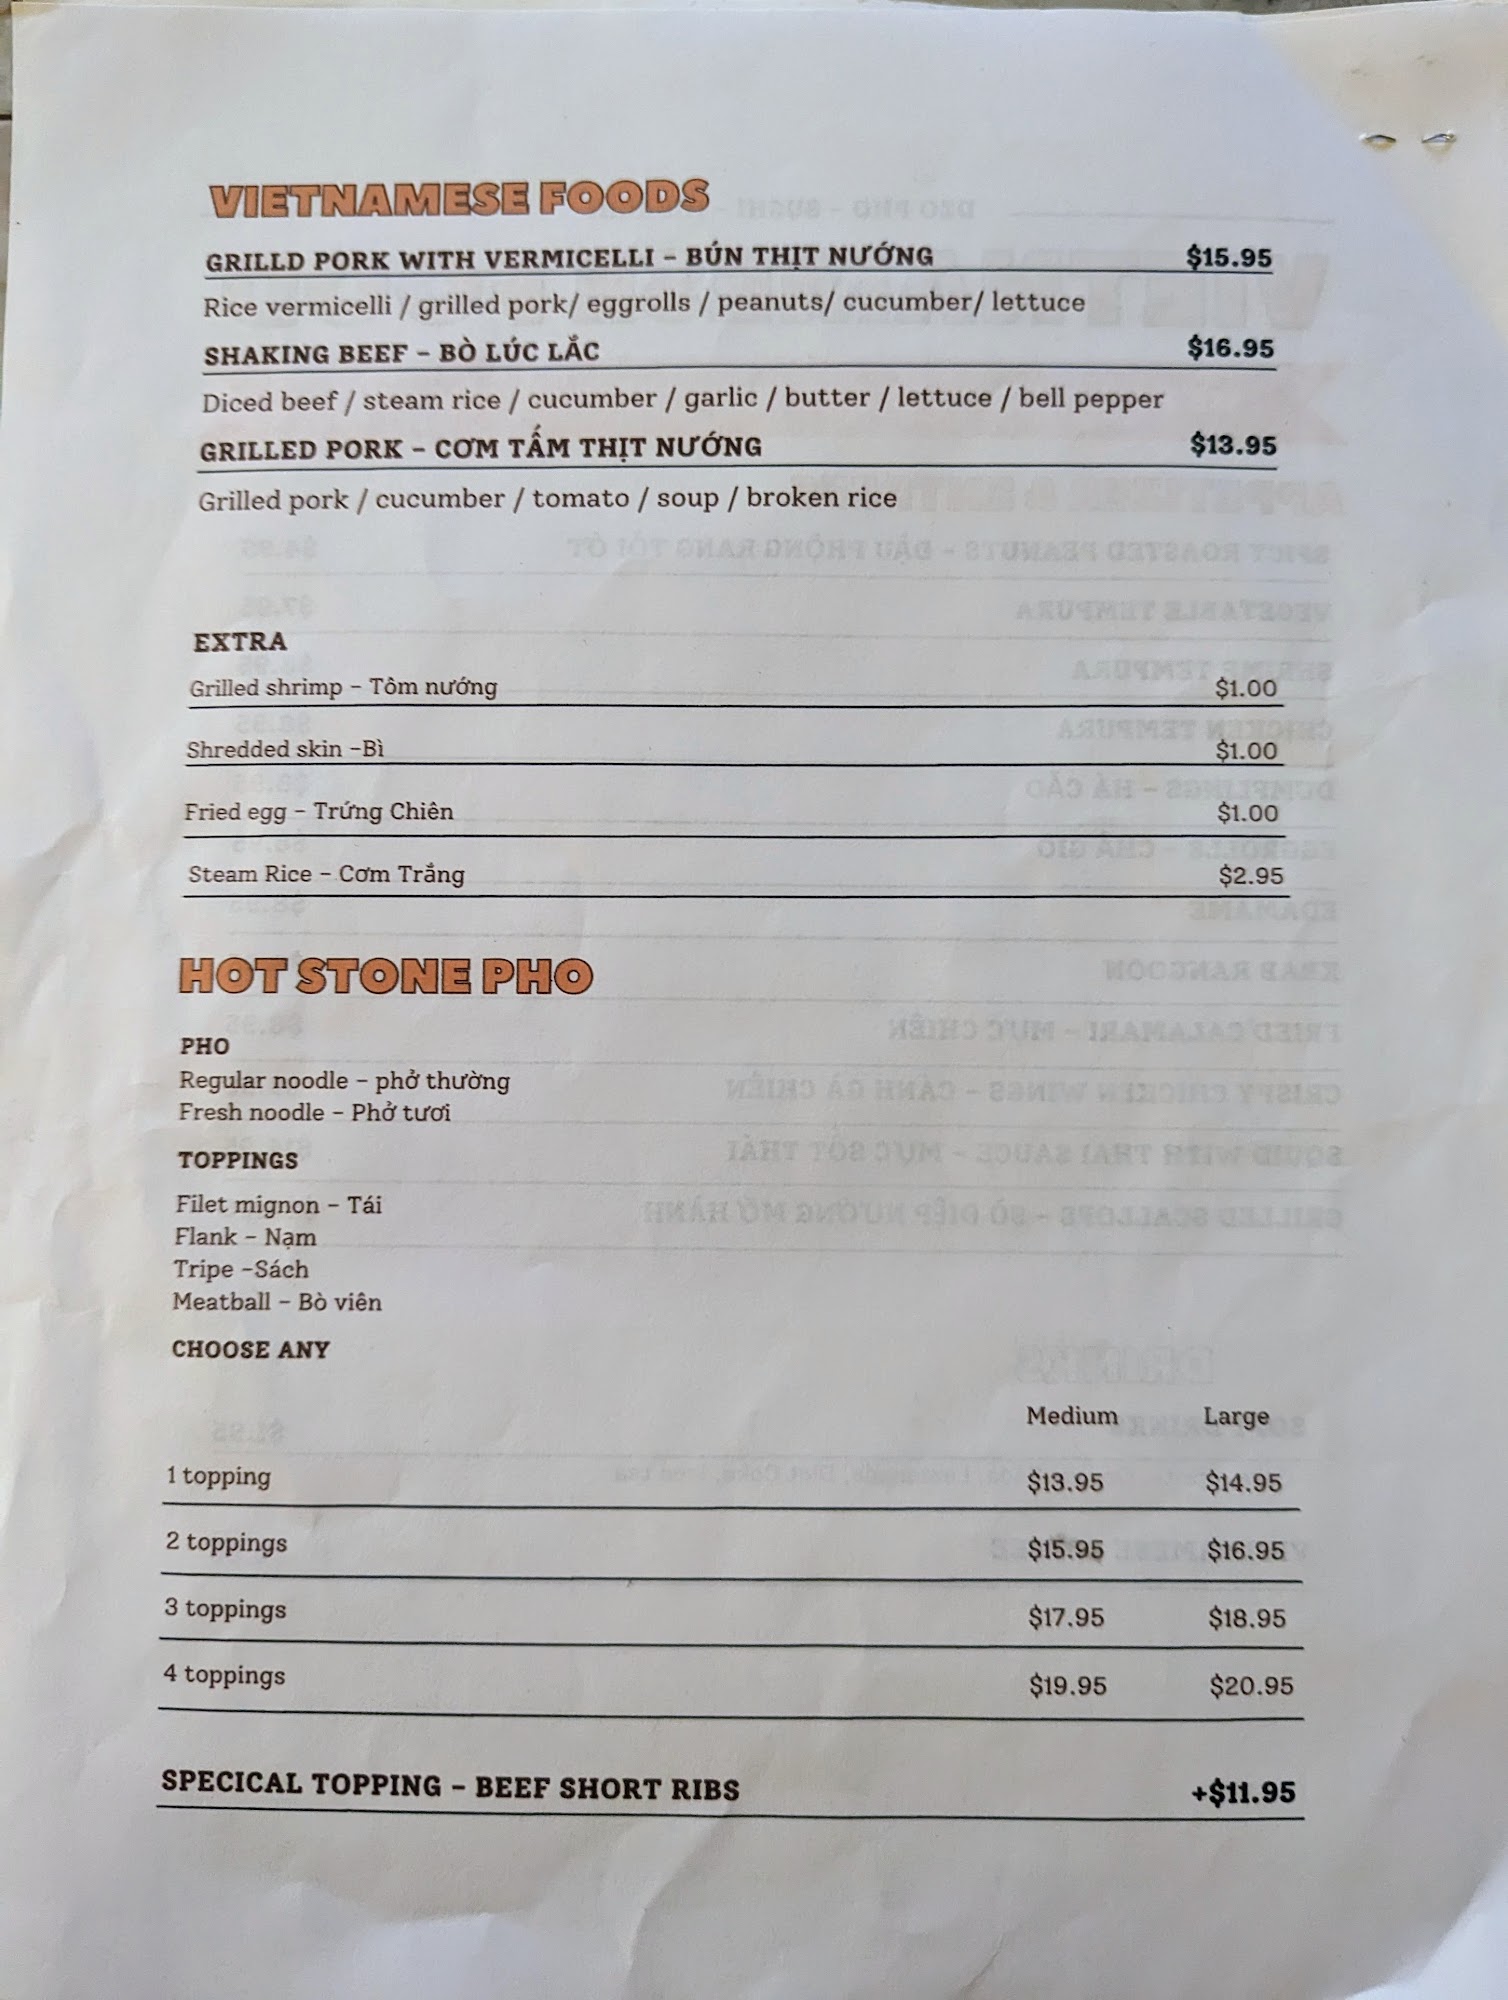 VIETNAMESE FOODS
GRILLD PORK WITH VERMICELLI – BÚN THỊT NƯỚNG $15.95
Rice vermicelli / grilled pork/ eggrolls / peanuts/ cucumber/ lettuce
SHAKING BEEF – BÒ LÚC LẮC $16.95
Diced beef / steam rice / cucumber / garlic / butter / lettuce / bell pepper
GRILLED PORK – CƠM TẤM THỊT NƯỚNG $13.95
Grilled pork / cucumber / tomato / soup / broken rice
EXTRA
Grilled shrimp – Tôm nướng $1.00
Shredded skin –Bì $1.00
Fried egg – Trứng Chiên $1.00
Steam Rice – Cơm Trắng $2.95
HOT STONE PHO
PHO
Regular noodle – phở thường
Fresh noodle – Phở tươi
TOPPINGS
Filet mignon – Tái
Flank – Nạm
Tripe –Sách
Meatball – Bò viên
CHOOSE ANY
Medium Large
1 topping $13.95 $14.95
2 toppings $15.95 $16.95
3 toppings $17.95 $18.95
4 toppings $19.95 $20.95
SPECICAL TOPPING – BEEF SHORT RIBS +$11.95